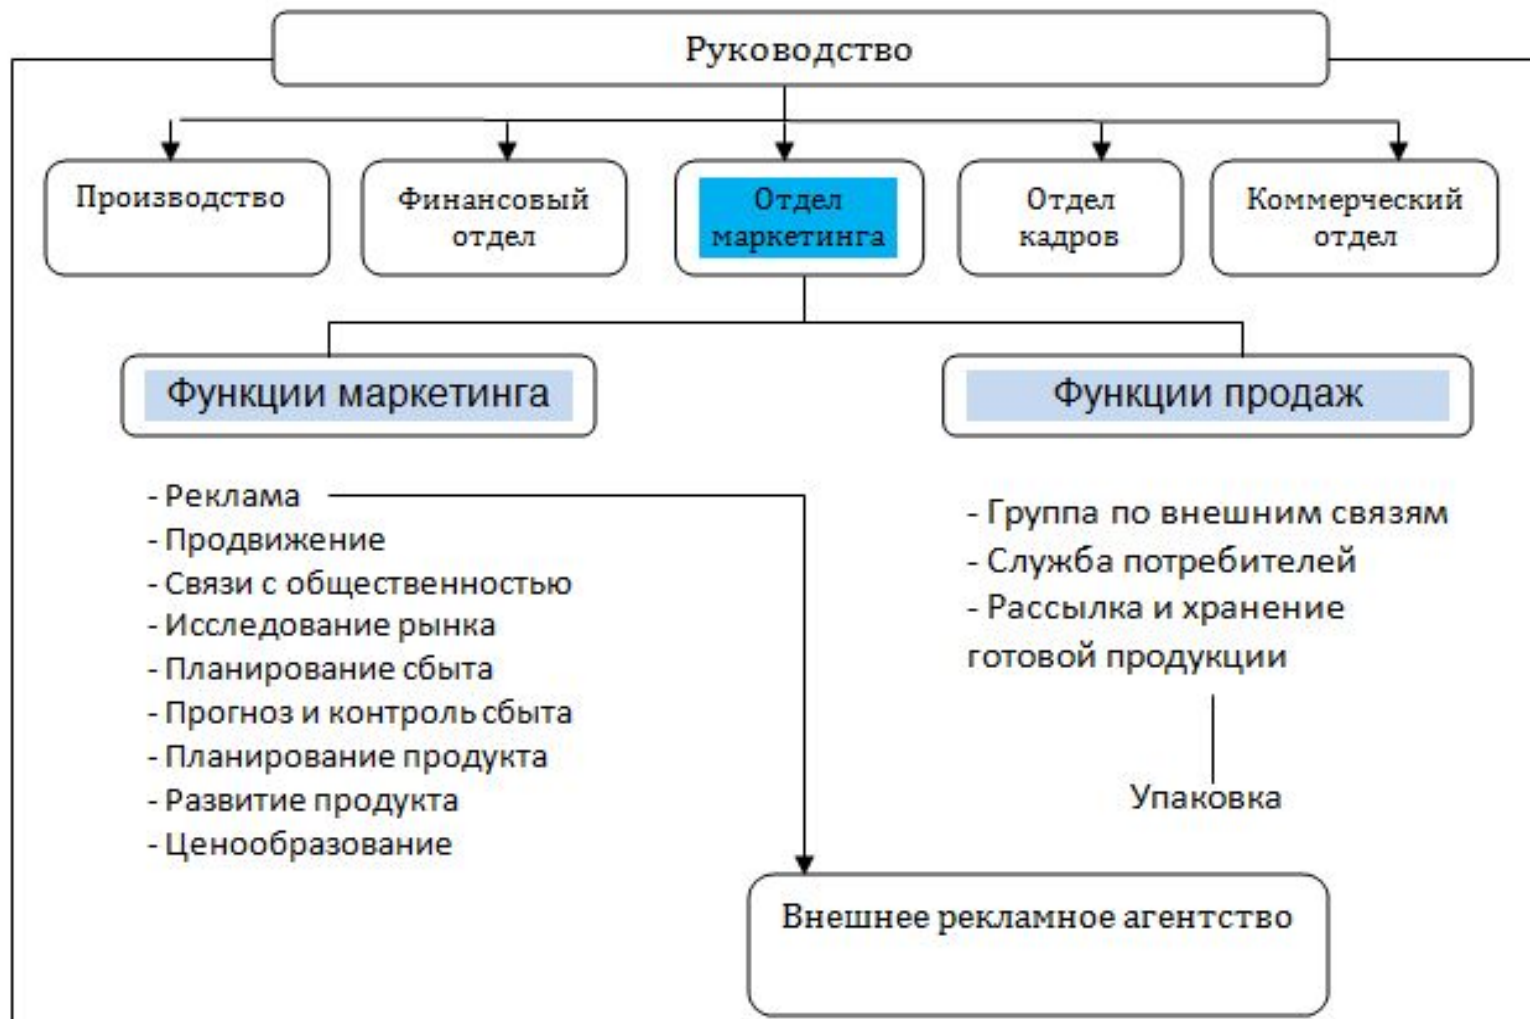 Руководство
Производство
Финансовый
отдел
Отдел
маркетинга
Отдел
кадров
Коммерческий
отдел
Функции маркетинга
Функции продаж
- Реклама
- Продвижение
- Связи с общественностью
- Исследование рынка
- Планирование сбыта
- Прогноз и контроль сбыта
- Планирование продукта
- Развитие продукта
- Ценообразование
- Группа по внешним связям
- Служба потребителей
- Рассылка и хранение
готовой продукции
Упаковка
Внешнее рекламное агентство